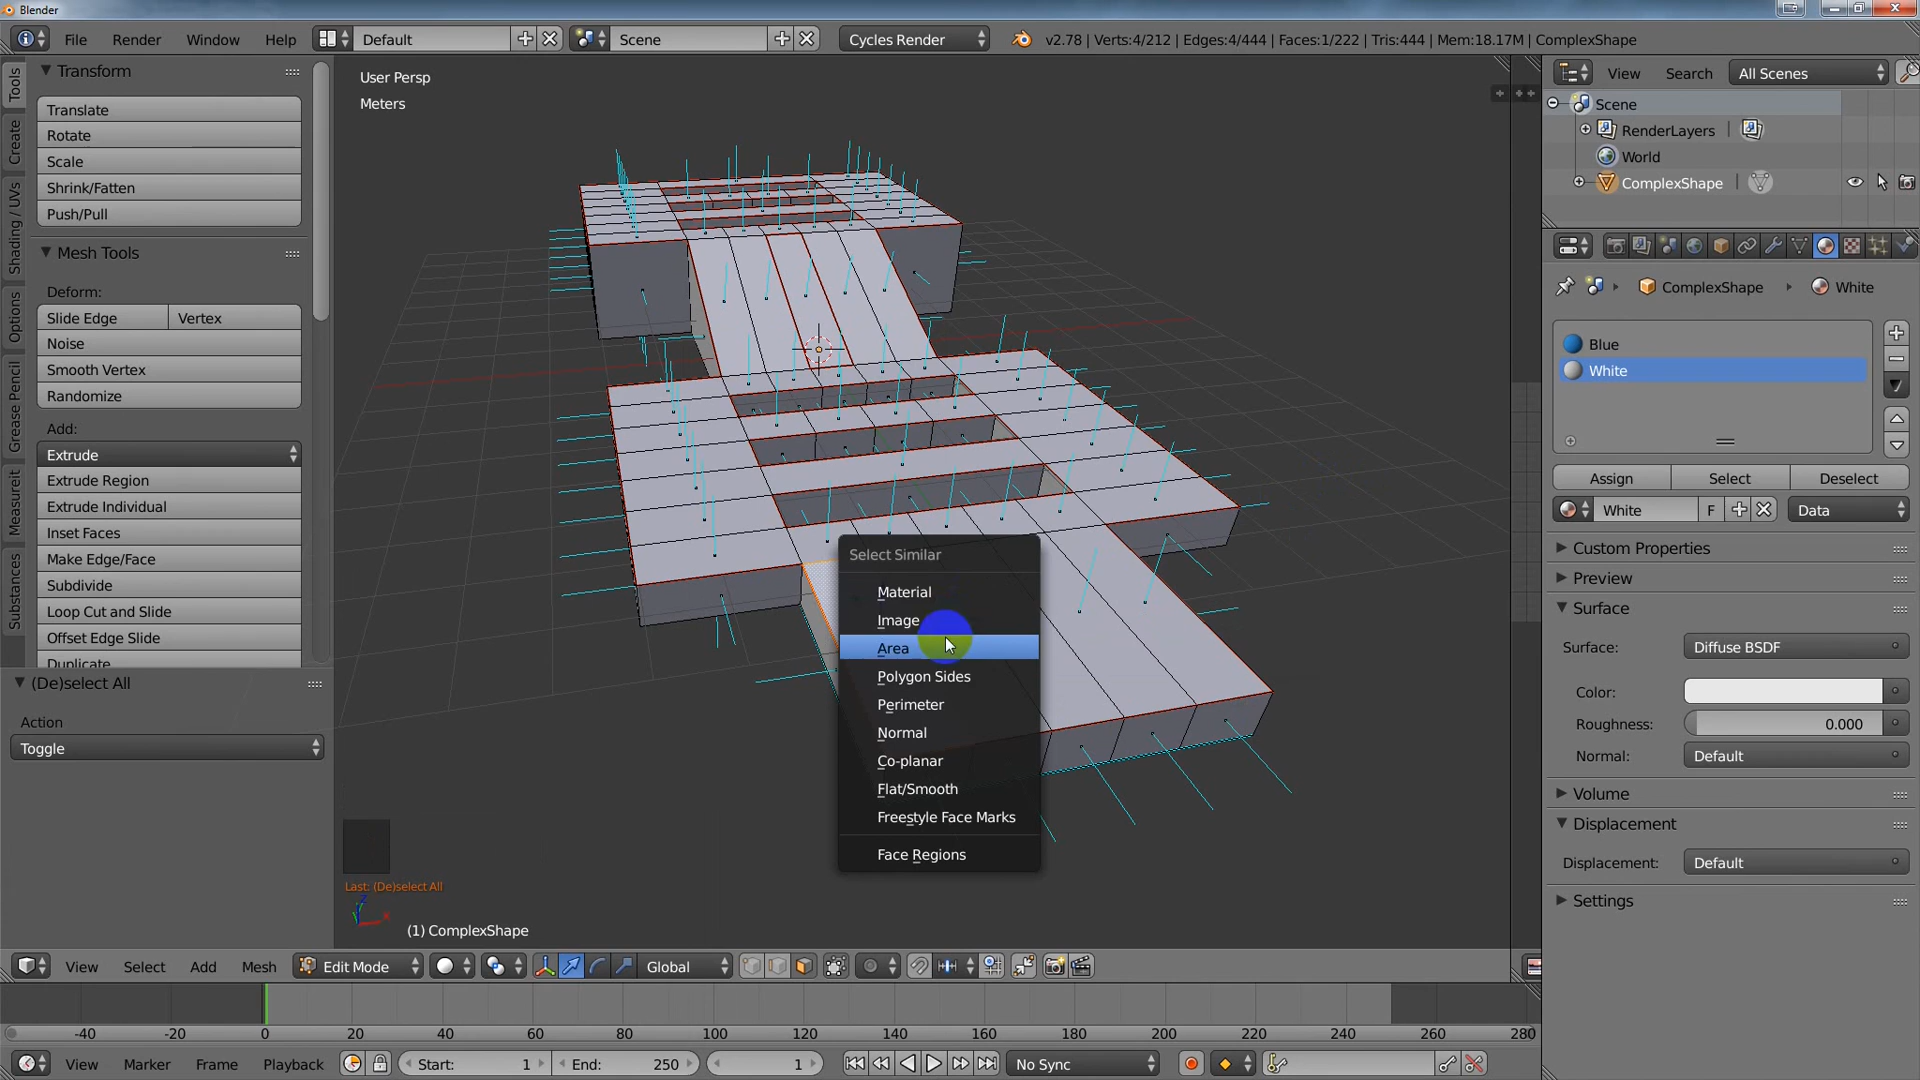 Blender
File Render Window Help Default Scene Cycles Render v2.78 | Verts:4/212 | Edges:4/444 | Faces:1/222 | Tris:444 | Mem:18.17M | ComplexShape
Tools
Create
Shading / UVs
Options
Grease Pencil
Measureit
Substances
Transform
Translate
Rotate
Scale
Shrink/Fatten
Push/Pull
Mesh Tools
Deform:
Slide Edge Vertex
Noise
Smooth Vertex
Randomize
Add:
Extrude
Extrude Region
Extrude Individual
Inset Faces
Make Edge/Face
Subdivide
Loop Cut and Slide
Offset Edge Slide
Duplicate
(De)select All
Action
Toggle
User Persp
Meters
Select Similar
Material
Image
Area
Polygon Sides
Perimeter
Normal
Co-planar
Flat/Smooth
Freestyle Face Marks
Face Regions
Last: (De)select All
(1) ComplexShape
View Select Add Mesh Edit Mode Global
-40 -20 0 20 40 60 80 100 120 140 160 180 200 220 240 260 280
View Marker Frame Playback Start: 1 End: 250 1 No Sync
View Search All Scenes
Scene
RenderLayers
World
ComplexShape
ComplexShape White
Blue
White
Assign Select Deselect
White F Data
Custom Properties
Preview
Surface
Surface: Diffuse BSDF
Color:
Roughness: 0.000
Normal: Default
Volume
Displacement
Displacement: Default
Settings